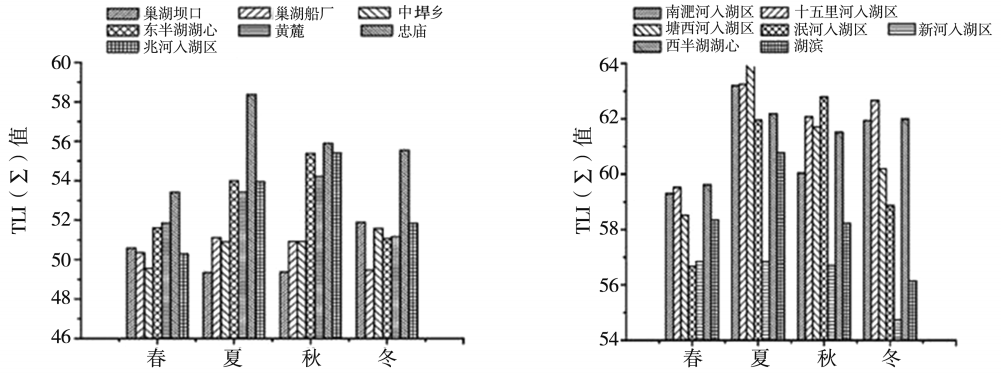 巢湖坝口 巢湖船厂 中垾乡
东半湖湖心 黄麓 忠庙
兆河入湖区
TLI(Σ)值
60
58
56
54
52
50
48
46
春 夏 秋 冬
南淝河入湖区 十五里河入湖区
塘西河入湖区 泯河入湖区 新河入湖区
西半湖湖心 湖滨
TLI(Σ)值
64
62
60
58
56
54
春 夏 秋 冬